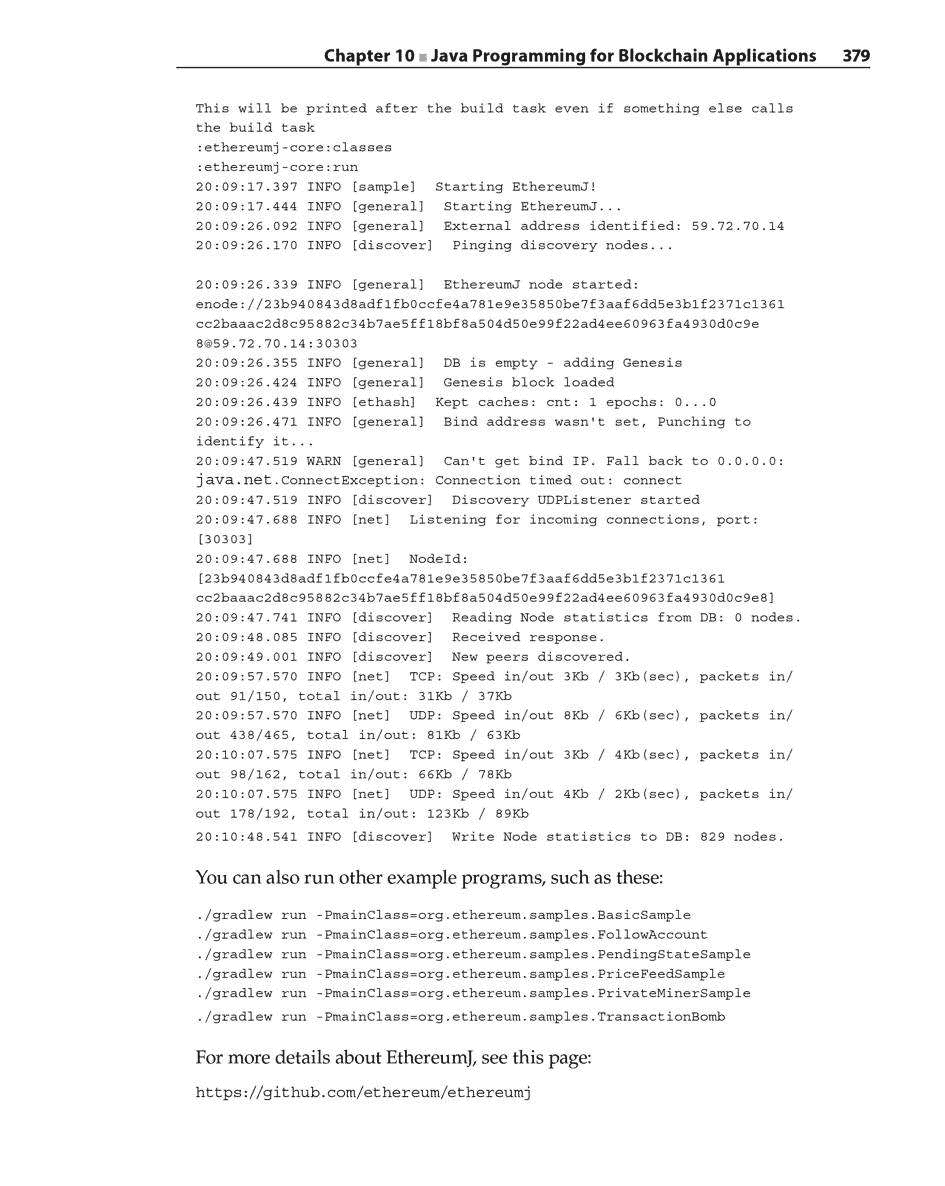 Chapter 10 ■ Java Programming for Blockchain Applications 379
This will be printed after the build task even if something else calls
the build task
:ethereumj-core:classes
:ethereumj-core:run
20:09:17.397 INFO [sample]  Starting EthereumJ!
20:09:17.444 INFO [general]  Starting EthereumJ...
20:09:26.092 INFO [general]  External address identified: 59.72.70.14
20:09:26.170 INFO [discover]  Pinging discovery nodes...
20:09:26.339 INFO [general]  EthereumJ node started:
enode://23b940843d8adf1fb0ccfe4a781e9e35850be7f3aaf6dd5e3b1f2371c1361
cc2baaac2d8c95882c34b7ae5ff18bf8a504d50e99f22ad4ee60963fa4930d0c9e
8@59.72.70.14:30303
20:09:26.355 INFO [general]  DB is empty - adding Genesis
20:09:26.424 INFO [general]  Genesis block loaded
20:09:26.439 INFO [ethash]  Kept caches: cnt: 1 epochs: 0...0
20:09:26.471 INFO [general]  Bind address wasn't set, Punching to
identify it...
20:09:47.519 WARN [general]  Can't get bind IP. Fall back to 0.0.0.0:
java.net.ConnectException: Connection timed out: connect
20:09:47.519 INFO [discover]  Discovery UDPListener started
20:09:47.688 INFO [net]  Listening for incoming connections, port:
[30303]
20:09:47.688 INFO [net]  NodeId:
[23b940843d8adf1fb0ccfe4a781e9e35850be7f3aaf6dd5e3b1f2371c1361
cc2baaac2d8c95882c34b7ae5ff18bf8a504d50e99f22ad4ee60963fa4930d0c9e8]
20:09:47.741 INFO [discover]  Reading Node statistics from DB: 0 nodes.
20:09:48.085 INFO [discover]  Received response.
20:09:49.001 INFO [discover]  New peers discovered.
20:09:57.570 INFO [net]  TCP: Speed in/out 3Kb / 3Kb(sec), packets in/
out 91/150, total in/out: 31Kb / 37Kb
20:09:57.570 INFO [net]  UDP: Speed in/out 8Kb / 6Kb(sec), packets in/
out 438/465, total in/out: 81Kb / 63Kb
20:10:07.575 INFO [net]  TCP: Speed in/out 3Kb / 4Kb(sec), packets in/
out 98/162, total in/out: 66Kb / 78Kb
20:10:07.575 INFO [net]  UDP: Speed in/out 4Kb / 2Kb(sec), packets in/
out 178/192, total in/out: 123Kb / 89Kb
20:10:48.541 INFO [discover]  Write Node statistics to DB: 829 nodes.
You can also run other example programs, such as these:
./gradlew run -PmainClass=org.ethereum.samples.BasicSample
./gradlew run -PmainClass=org.ethereum.samples.FollowAccount
./gradlew run -PmainClass=org.ethereum.samples.PendingStateSample
./gradlew run -PmainClass=org.ethereum.samples.PriceFeedSample
./gradlew run -PmainClass=org.ethereum.samples.PrivateMinerSample
./gradlew run -PmainClass=org.ethereum.samples.TransactionBomb
For more details about EthereumJ, see this page:
https://github.com/ethereum/ethereumj